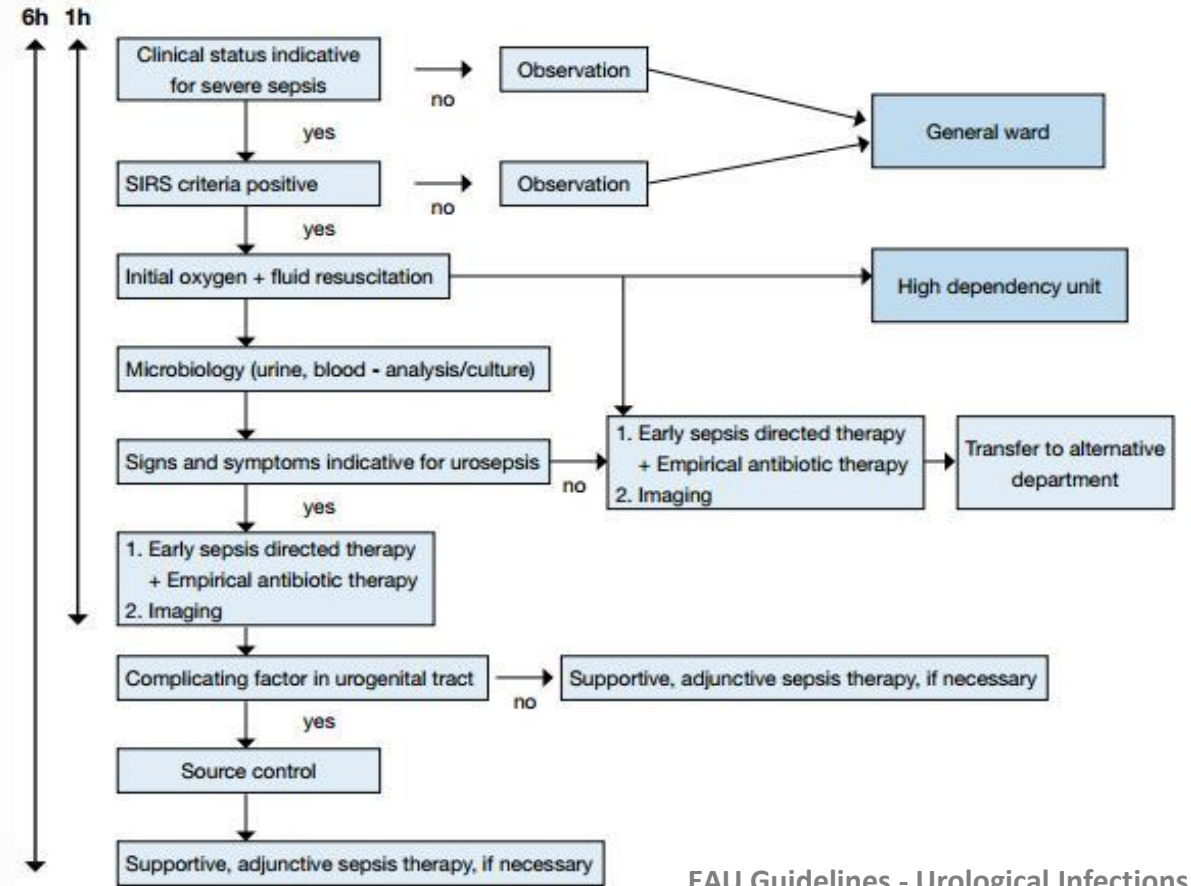 6h 1h
Clinical status indicative
for severe sepsis
no
Observation
General ward
yes
SIRS criteria positive
no
Observation
yes
Initial oxygen + fluid resuscitation
High dependency unit
Microbiology (urine, blood - analysis/culture)
Signs and symptoms indicative for urosepsis
no
1. Early sepsis directed therapy
+ Empirical antibiotic therapy
2. Imaging
Transfer to alternative
department
yes
1. Early sepsis directed therapy
+ Empirical antibiotic therapy
2. Imaging
Complicating factor in urogenital tract
no
Supportive, adjunctive sepsis therapy, if necessary
yes
Source control
Supportive, adjunctive sepsis therapy, if necessary
EAU Guidelines - Urological Infections